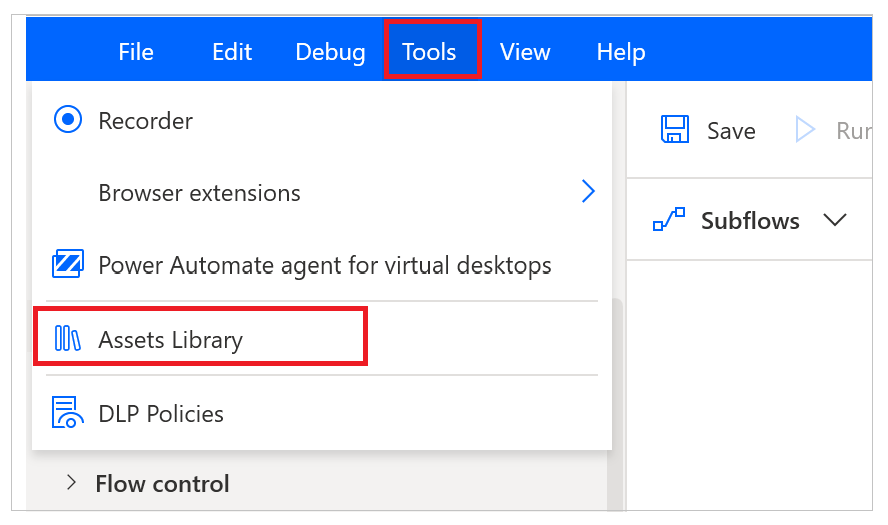 File Edit Debug Tools View Help
Recorder
Save
Browser extensions
Subflows
Power Automate agent for virtual desktops
Assets Library
DLP Policies
Flow control